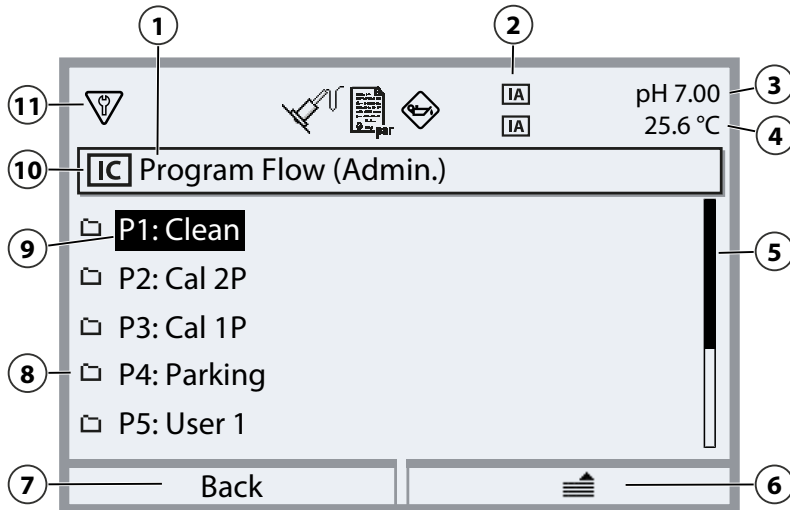 1
2
3
4
5
6
7
8
9
10
11
IA
IA
pH 7.00
25.6 °C
par
IC Program Flow (Admin.)
P1: Clean
P2: Cal 2P
P3: Cal 1P
P4: Parking
P5: User 1
Back